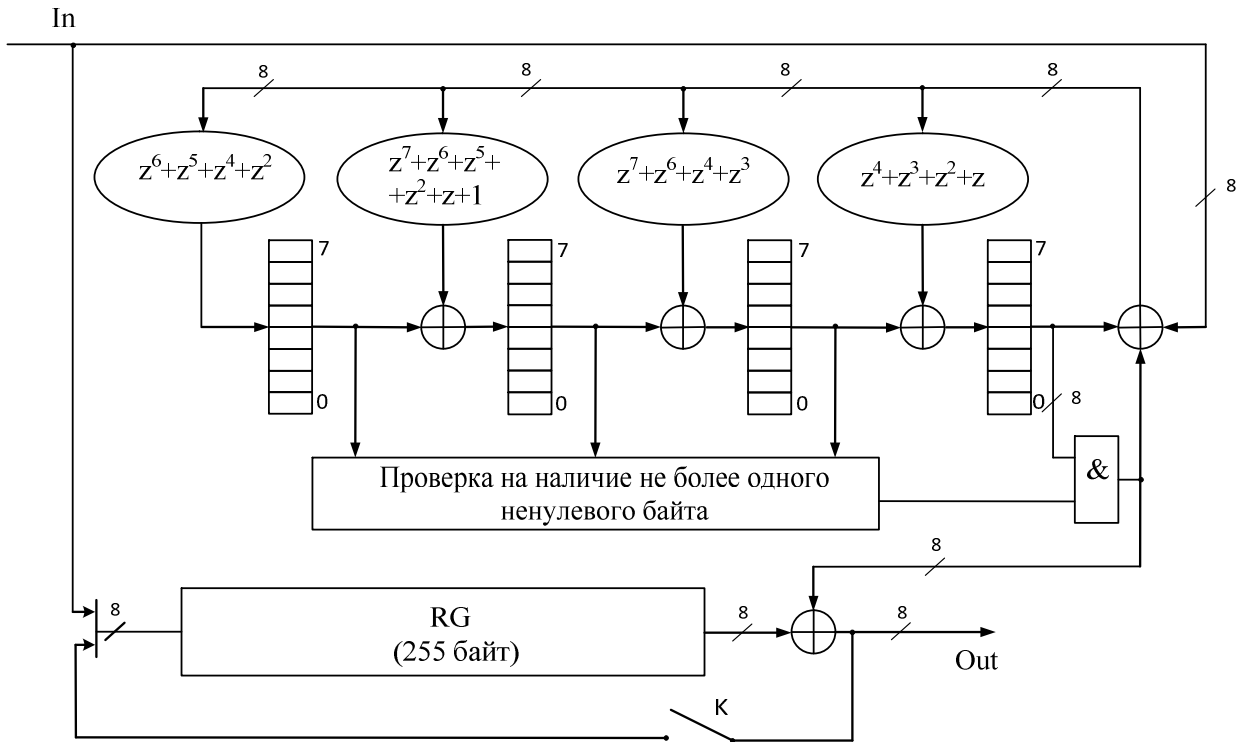 In
8 8 8 8
z⁶+z⁵+z⁴+z²
z⁷+z⁶+z⁵+
+z²+z+1
z⁷+z⁶+z⁴+z³
z⁴+z³+z²+z
8
7 7 7 7
0 0 0 0
8
Проверка на наличие не более одного
ненулевого байта
&
8
8
RG
(255 байт)
8
8
Out
K